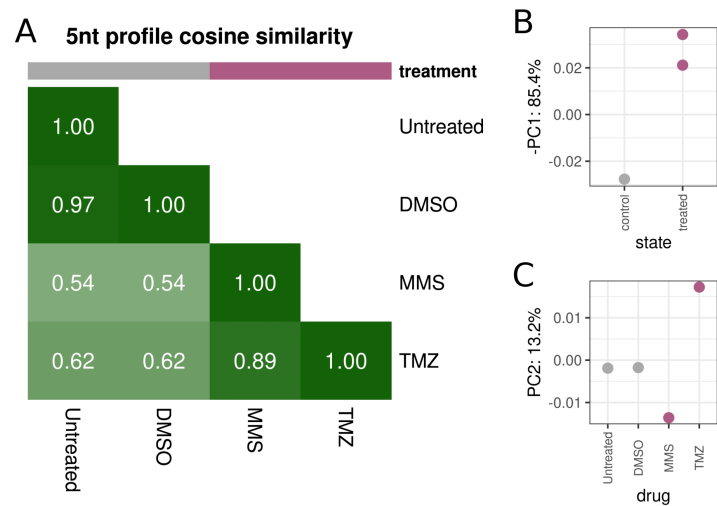 A
5nt profile cosine similarity
treatment
1.00
Untreated
0.97 1.00
DMSO
0.54 0.54 1.00
MMS
0.62 0.62 0.89 1.00
TMZ
Untreated DMSO MMS TMZ
B
-PC1: 85.4%
0.02
0.00
-0.02
control treated
state
C
PC2: 13.2%
0.01
0.00
-0.01
Untreated DMSO MMS TMZ
drug